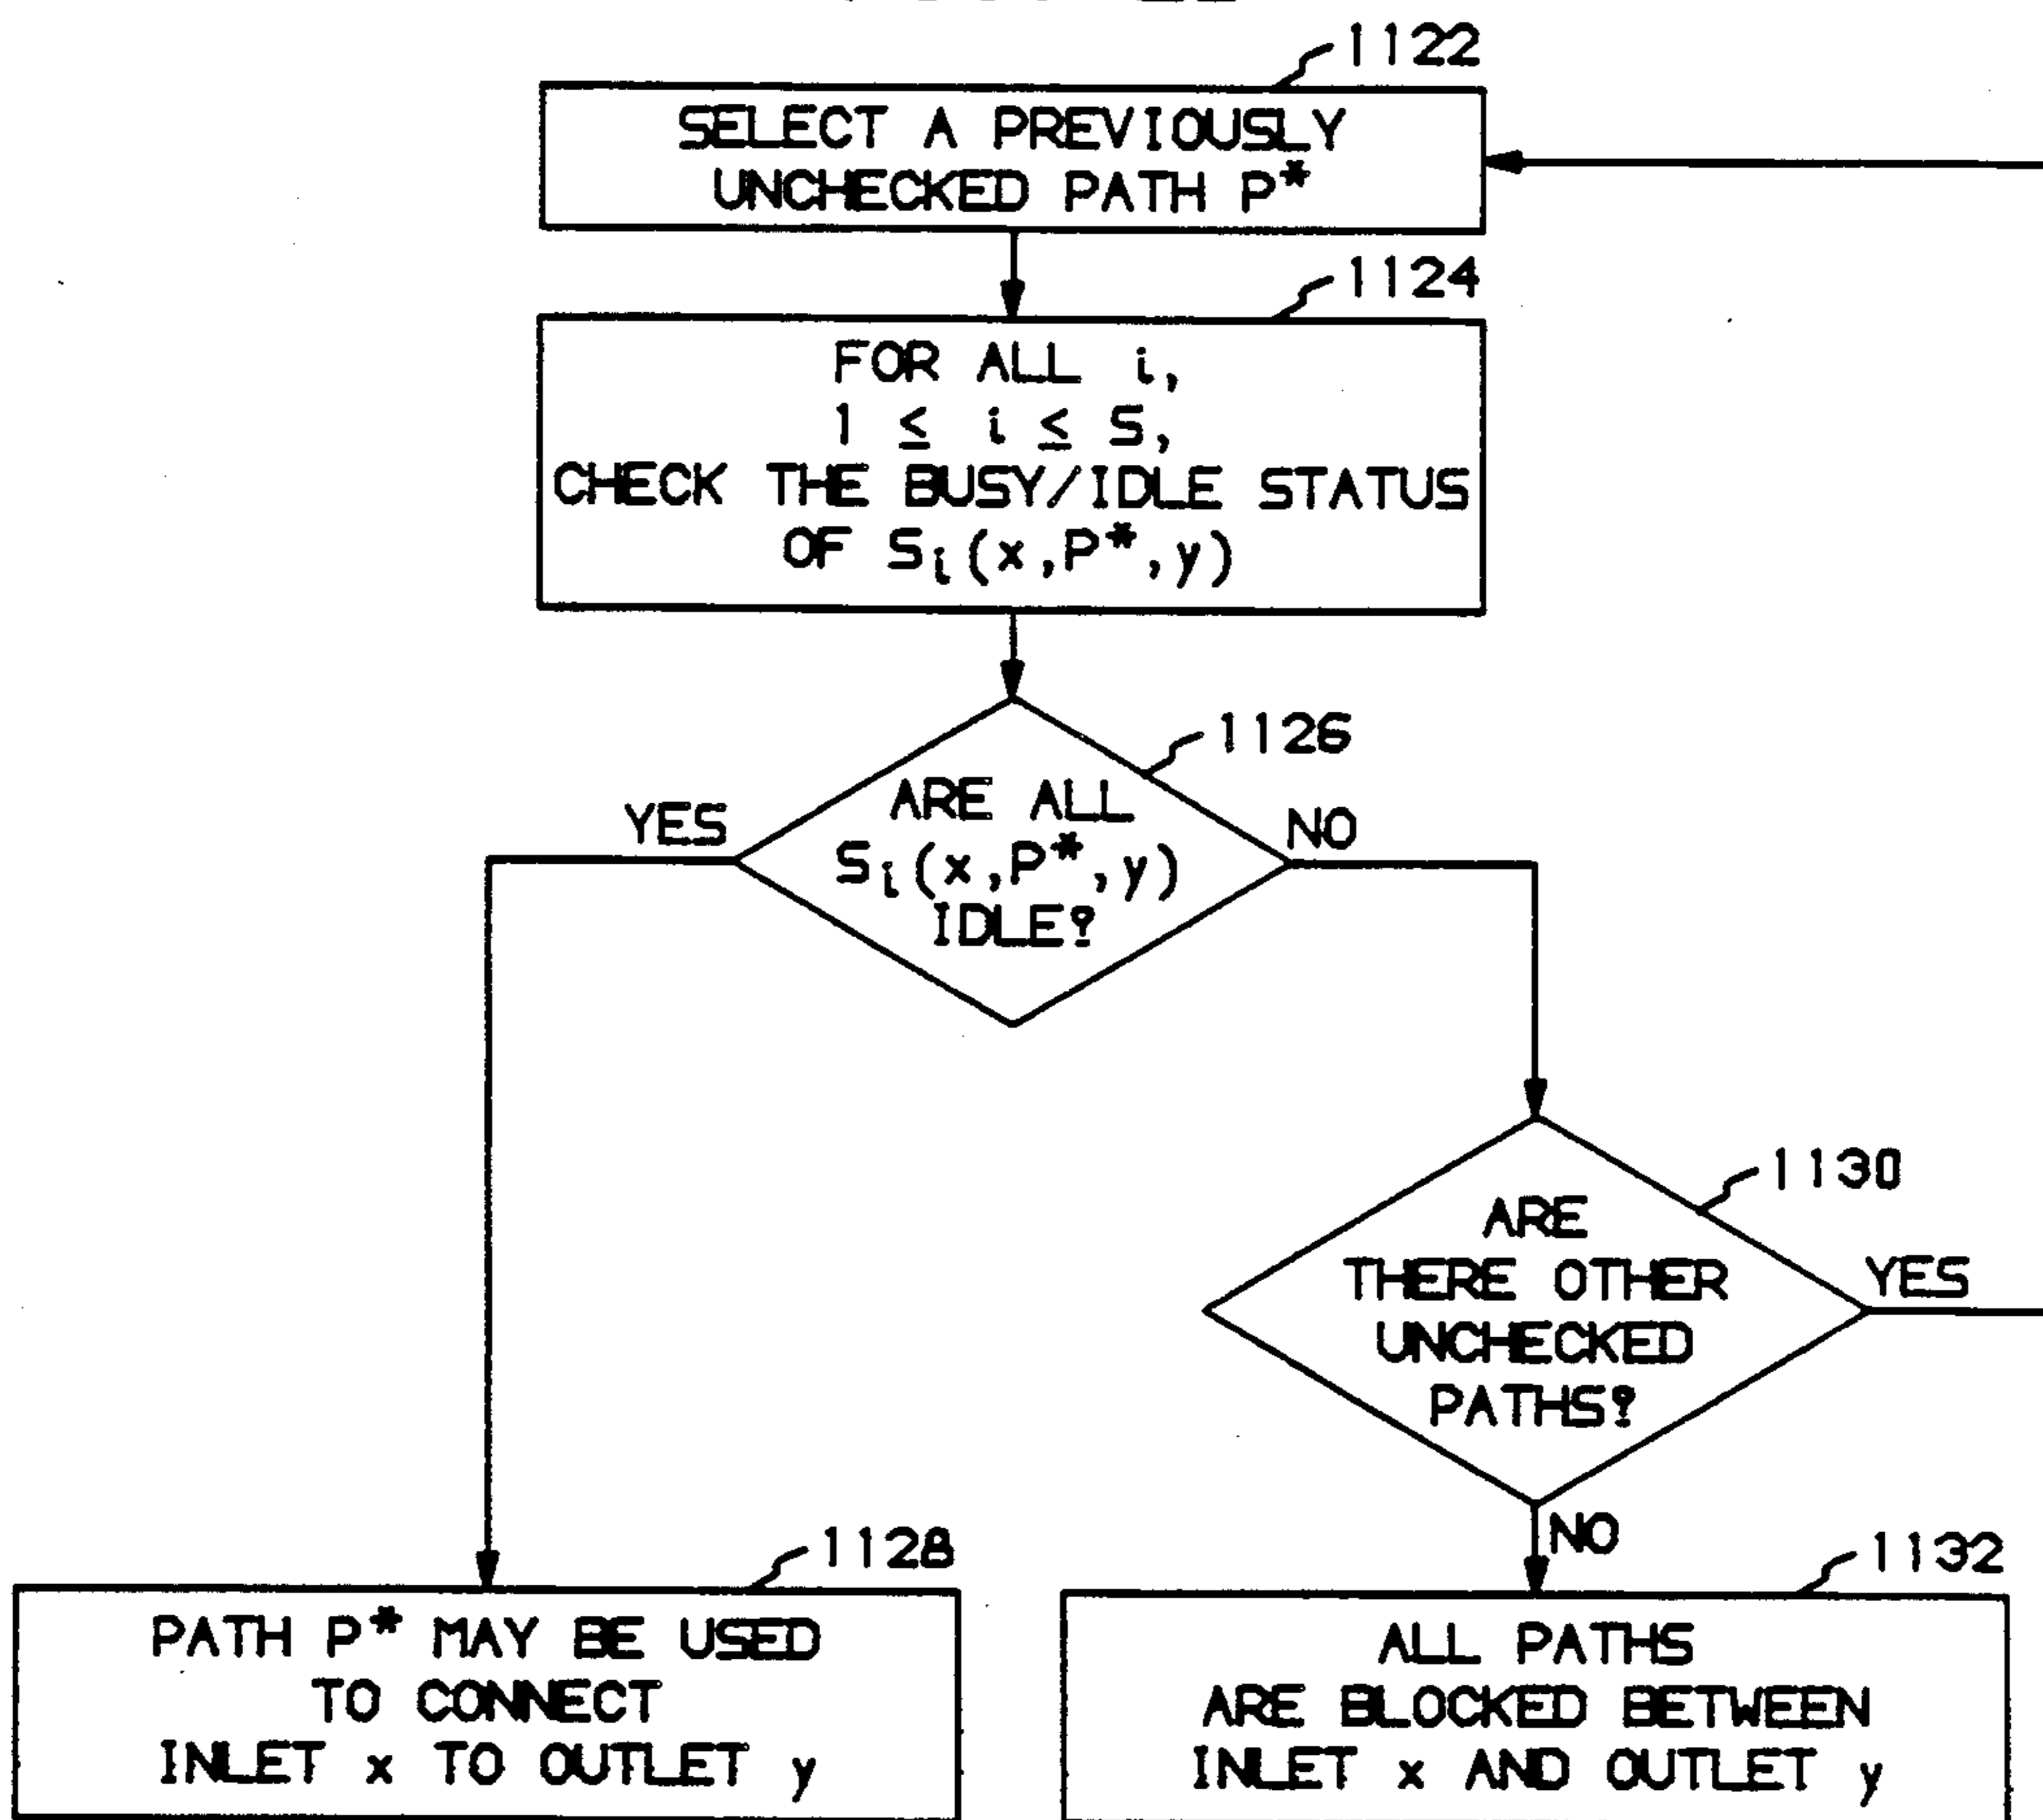 1122
SELECT A PREVIOUSLY
UNCHECKED PATH P*
1124
FOR ALL i,
1 ≤ i ≤ S,
CHECK THE BUSY/IDLE STATUS
OF Si(x,P*,y)
1126
ARE ALL
Si(x,P*,y)
IDLE?
YES
NO
1130
ARE
THERE OTHER
UNCHECKED
PATHS?
YES
NO
1128
PATH P* MAY BE USED
TO CONNECT
INLET x TO OUTLET y
1132
ALL PATHS
ARE BLOCKED BETWEEN
INLET x AND OUTLET y